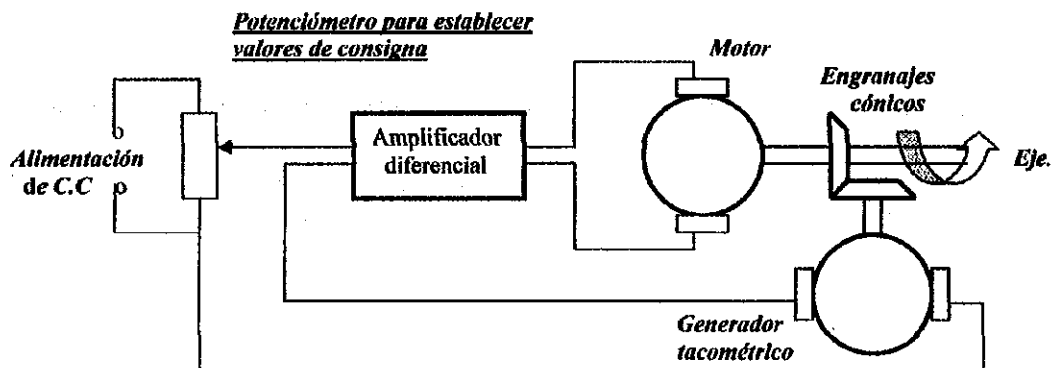 Potenciómetro para establecer
valores de consigna
Motor
Engranajes
cónicos
Alimentación
de C.C
Amplificador
diferencial
Eje.
Generador
tacométrico